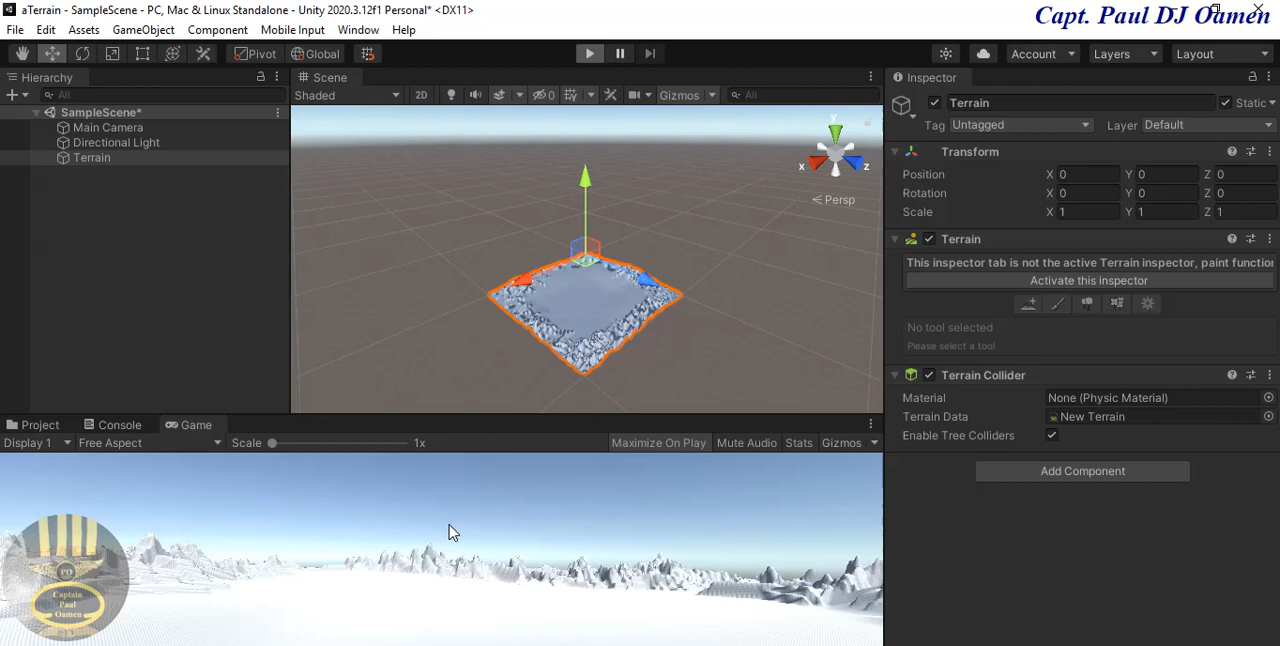 aTerrain - SampleScene - PC, Mac & Linux Standalone - Unity 2020.3.12f1 Personal* <DX11>
Capt. Paul DJ Oamen
File Edit Assets GameObject Component Mobile Input Window Help
Pivot Global Account Layers Layout
Hierarchy
All
SampleScene*
Main Camera
Directional Light
Terrain
Scene
Shaded 2D 0 Gizmos All
y
x z
Persp
Inspector
Terrain Static
Tag Untagged Layer Default
Transform
Position X 0 Y 0 Z 0
Rotation X 0 Y 0 Z 0
Scale X 1 Y 1 Z 1
Terrain
This inspector tab is not the active Terrain inspector, paint function
Activate this inspector
No tool selected
Please select a tool
Terrain Collider
Material None (Physic Material)
Terrain Data New Terrain
Enable Tree Colliders
Add Component
Project Console Game
Display 1 Free Aspect Scale 1x Maximize On Play Mute Audio Stats Gizmos
PO
Captain
Paul
Oamen